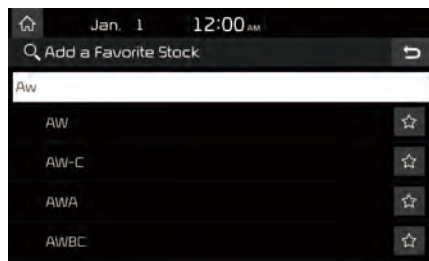 Jan. 1 12:00 AM
Add a Favorite Stock
Aw
AW
AW-C
AWA
AWBC